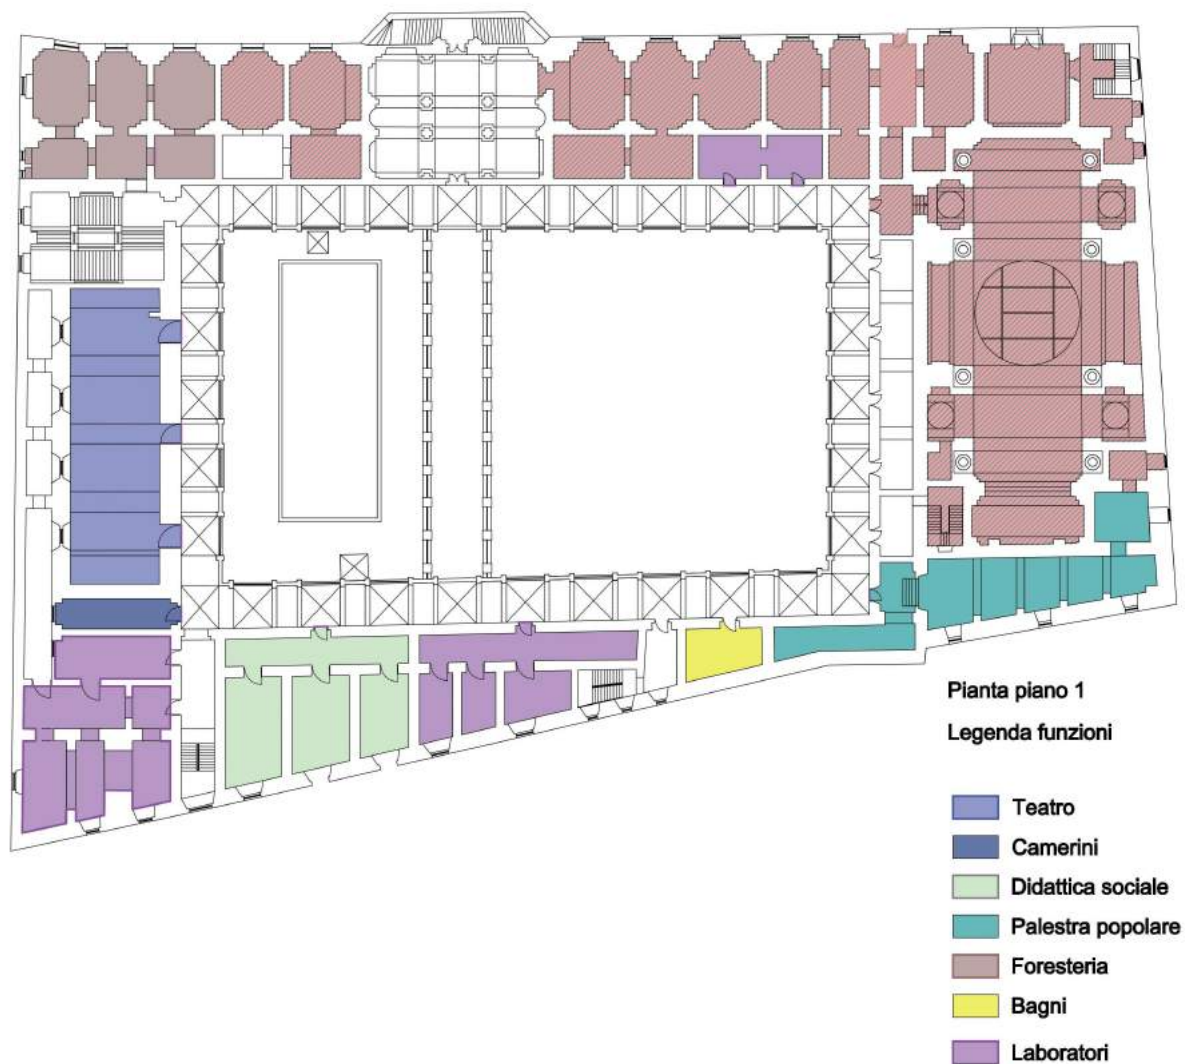 Pianta piano 1
Legenda funzioni
Teatro
Camerini
Didattica sociale
Palestra popolare
Foresteria
Bagni
Laboratori